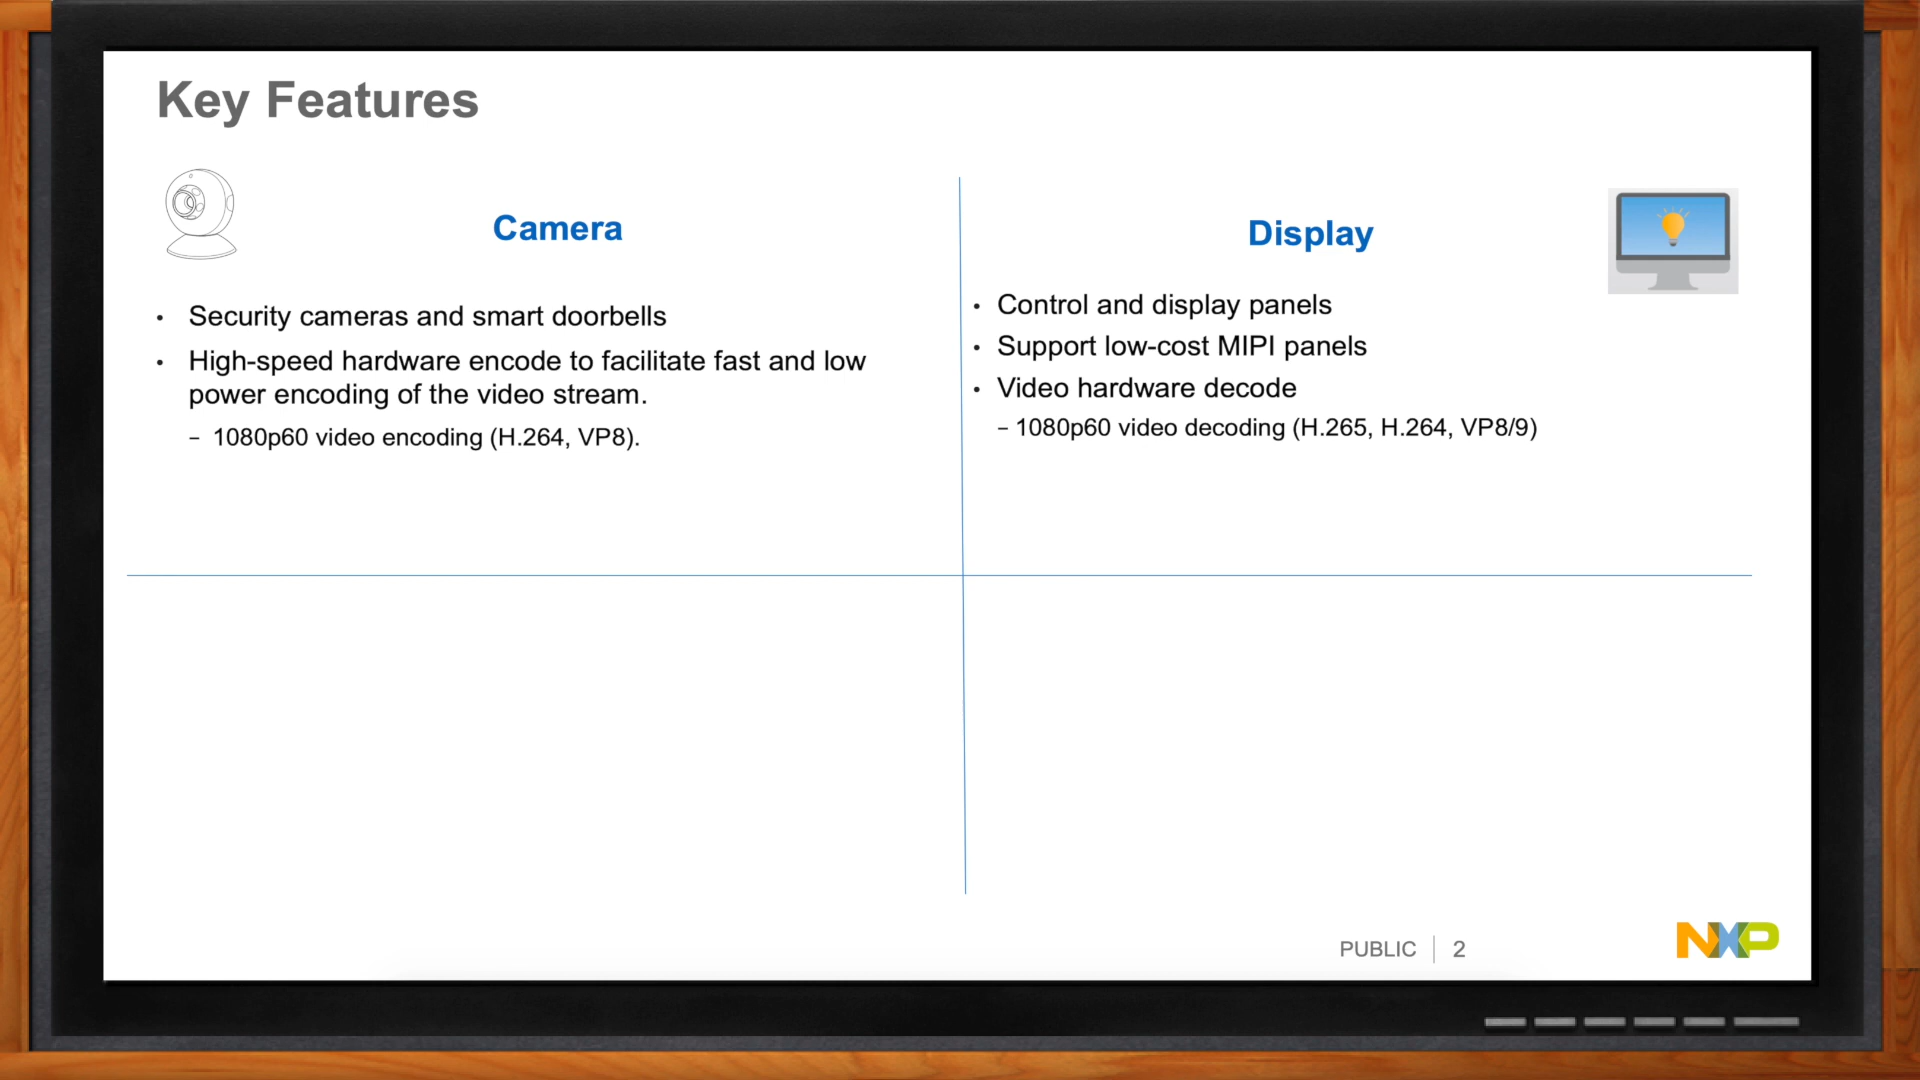 Key Features
Camera
• Security cameras and smart doorbells
• High-speed hardware encode to facilitate fast and low
power encoding of the video stream.
– 1080p60 video encoding (H.264, VP8).
Display
• Control and display panels
• Support low-cost MIPI panels
• Video hardware decode
– 1080p60 video decoding (H.265, H.264, VP8/9)
PUBLIC | 2
NXP